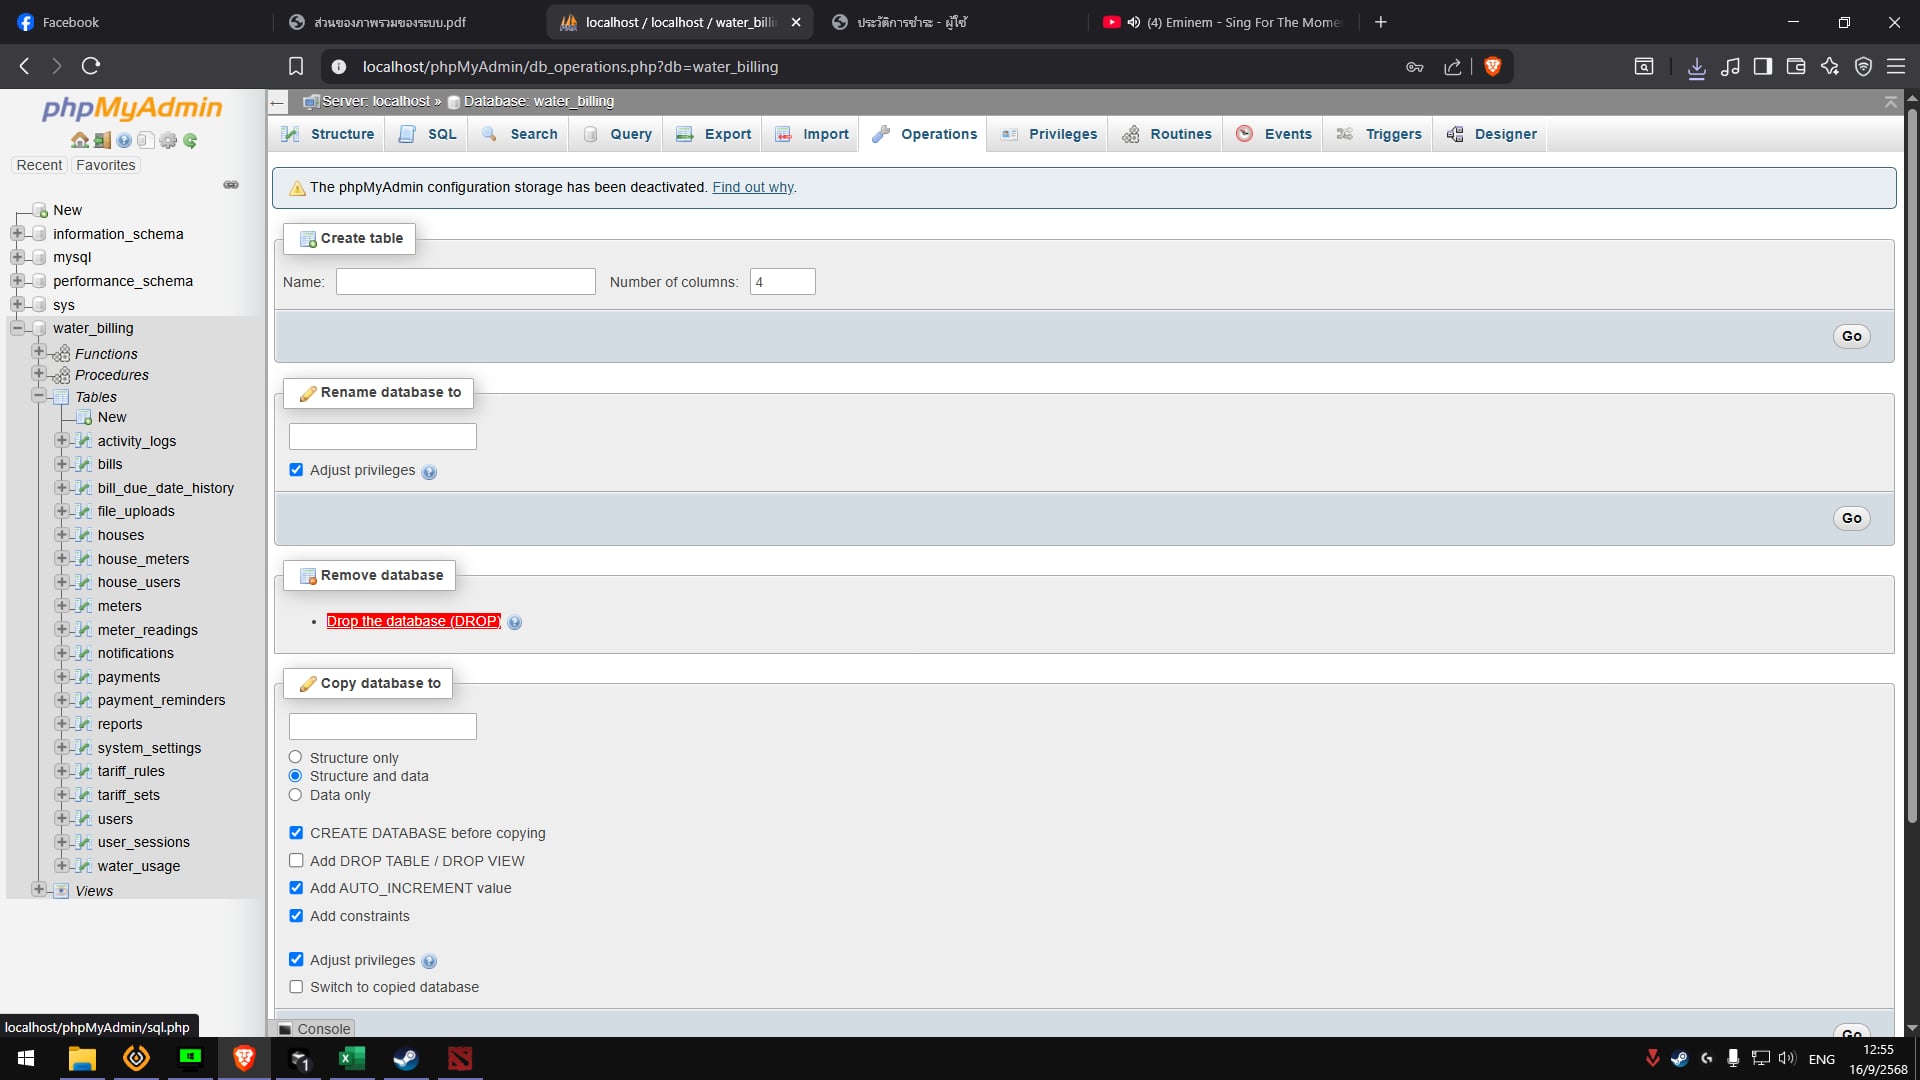 Facebook
ส่วนของภาพรวมของระบบ.pdf
localhost / localhost / water_billi
ประวัติการชำระ - ผู้ใช้
(4) Eminem - Sing For The Mome
localhost/phpMyAdmin/db_operations.php?db=water_billing
phpMyAdmin
Recent
Favorites
New
information_schema
mysql
performance_schema
sys
water_billing
Functions
Procedures
Tables
New
activity_logs
bills
bill_due_date_history
file_uploads
houses
house_meters
house_users
meters
meter_readings
notifications
payments
payment_reminders
reports
system_settings
tariff_rules
tariff_sets
users
user_sessions
water_usage
Views
localhost/phpMyAdmin/sql.php
Server: localhost » Database: water_billing
Structure
SQL
Search
Query
Export
Import
Operations
Privileges
Routines
Events
Triggers
Designer
The phpMyAdmin configuration storage has been deactivated. Find out why.
Create table
Name:
Number of columns: 4
Go
Rename database to
Adjust privileges
Go
Remove database
Drop the database (DROP)
Copy database to
Structure only
Structure and data
Data only
CREATE DATABASE before copying
Add DROP TABLE / DROP VIEW
Add AUTO_INCREMENT value
Add constraints
Adjust privileges
Switch to copied database
Go
Console
ENG
12:55
16/9/2568